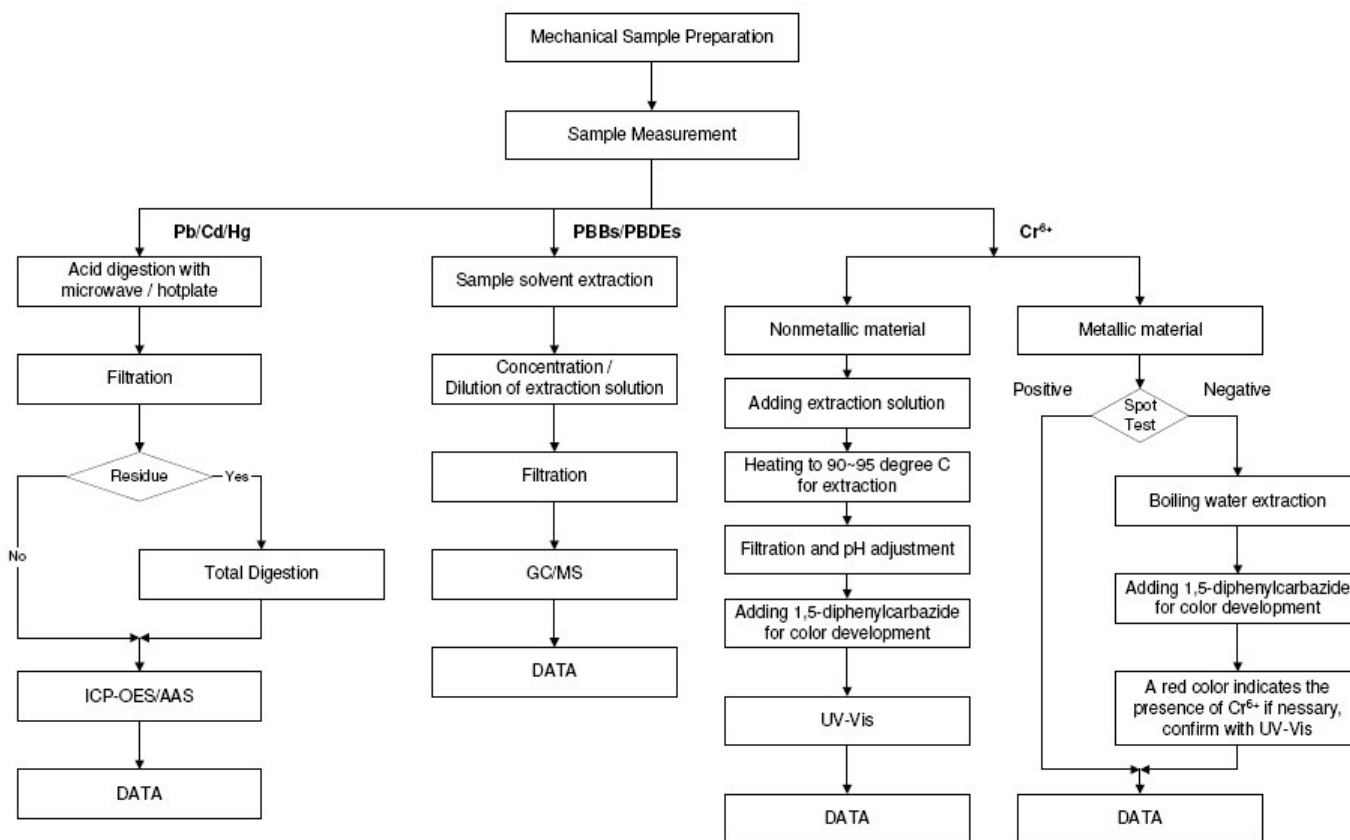 Mechanical Sample Preparation
Sample Measurement
Pb/Cd/Hg
Acid digestion with
microwave / hotplate
Filtration
Residue
Yes
No
Total Digestion
ICP-OES/AAS
DATA
PBBs/PBDEs
Sample solvent extraction
Concentration /
Dilution of extraction solution
Filtration
GC/MS
DATA
Cr⁶⁺
Nonmetallic material
Adding extraction solution
Heating to 90~95 degree C
for extraction
Filtration and pH adjustment
Adding 1,5-diphenylcarbazide
for color development
UV-Vis
DATA
Metallic material
Positive
Spot
Test
Negative
Boiling water extraction
Adding 1,5-diphenylcarbazide
for color development
A red color indicates the
presence of Cr⁶⁺ if nessary,
confirm with UV-Vis
DATA